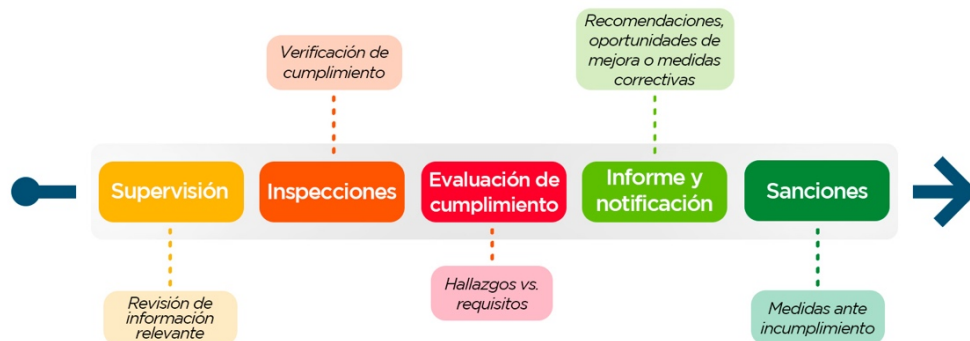 Verificación de
cumplimiento
Recomendaciones,
oportunidades de
mejora o medidas
correctivas
Supervisión
Inspecciones
Evaluación de
cumplimiento
Informe y
notificación
Sanciones
Revisión de
información
relevante
Hallazgos vs.
requisitos
Medidas ante
incumplimiento